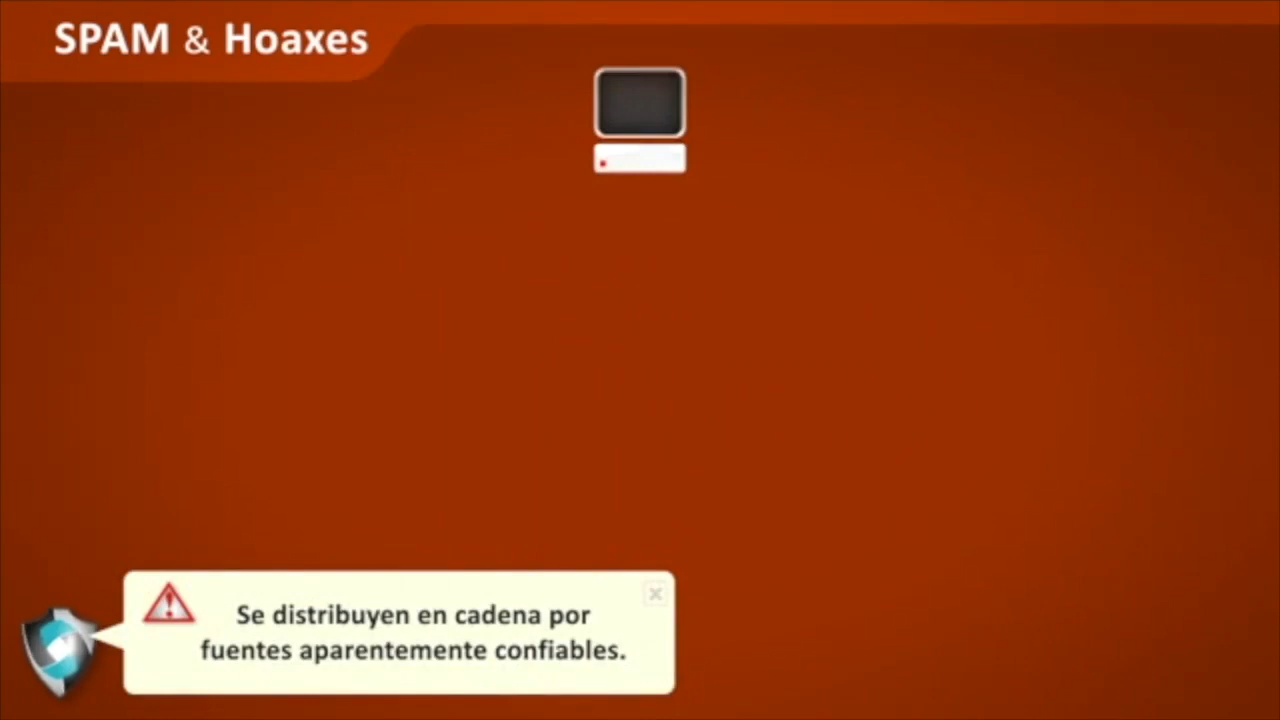 SPAM & Hoaxes
Se distribuyen en cadena por
fuentes aparentemente confiables.